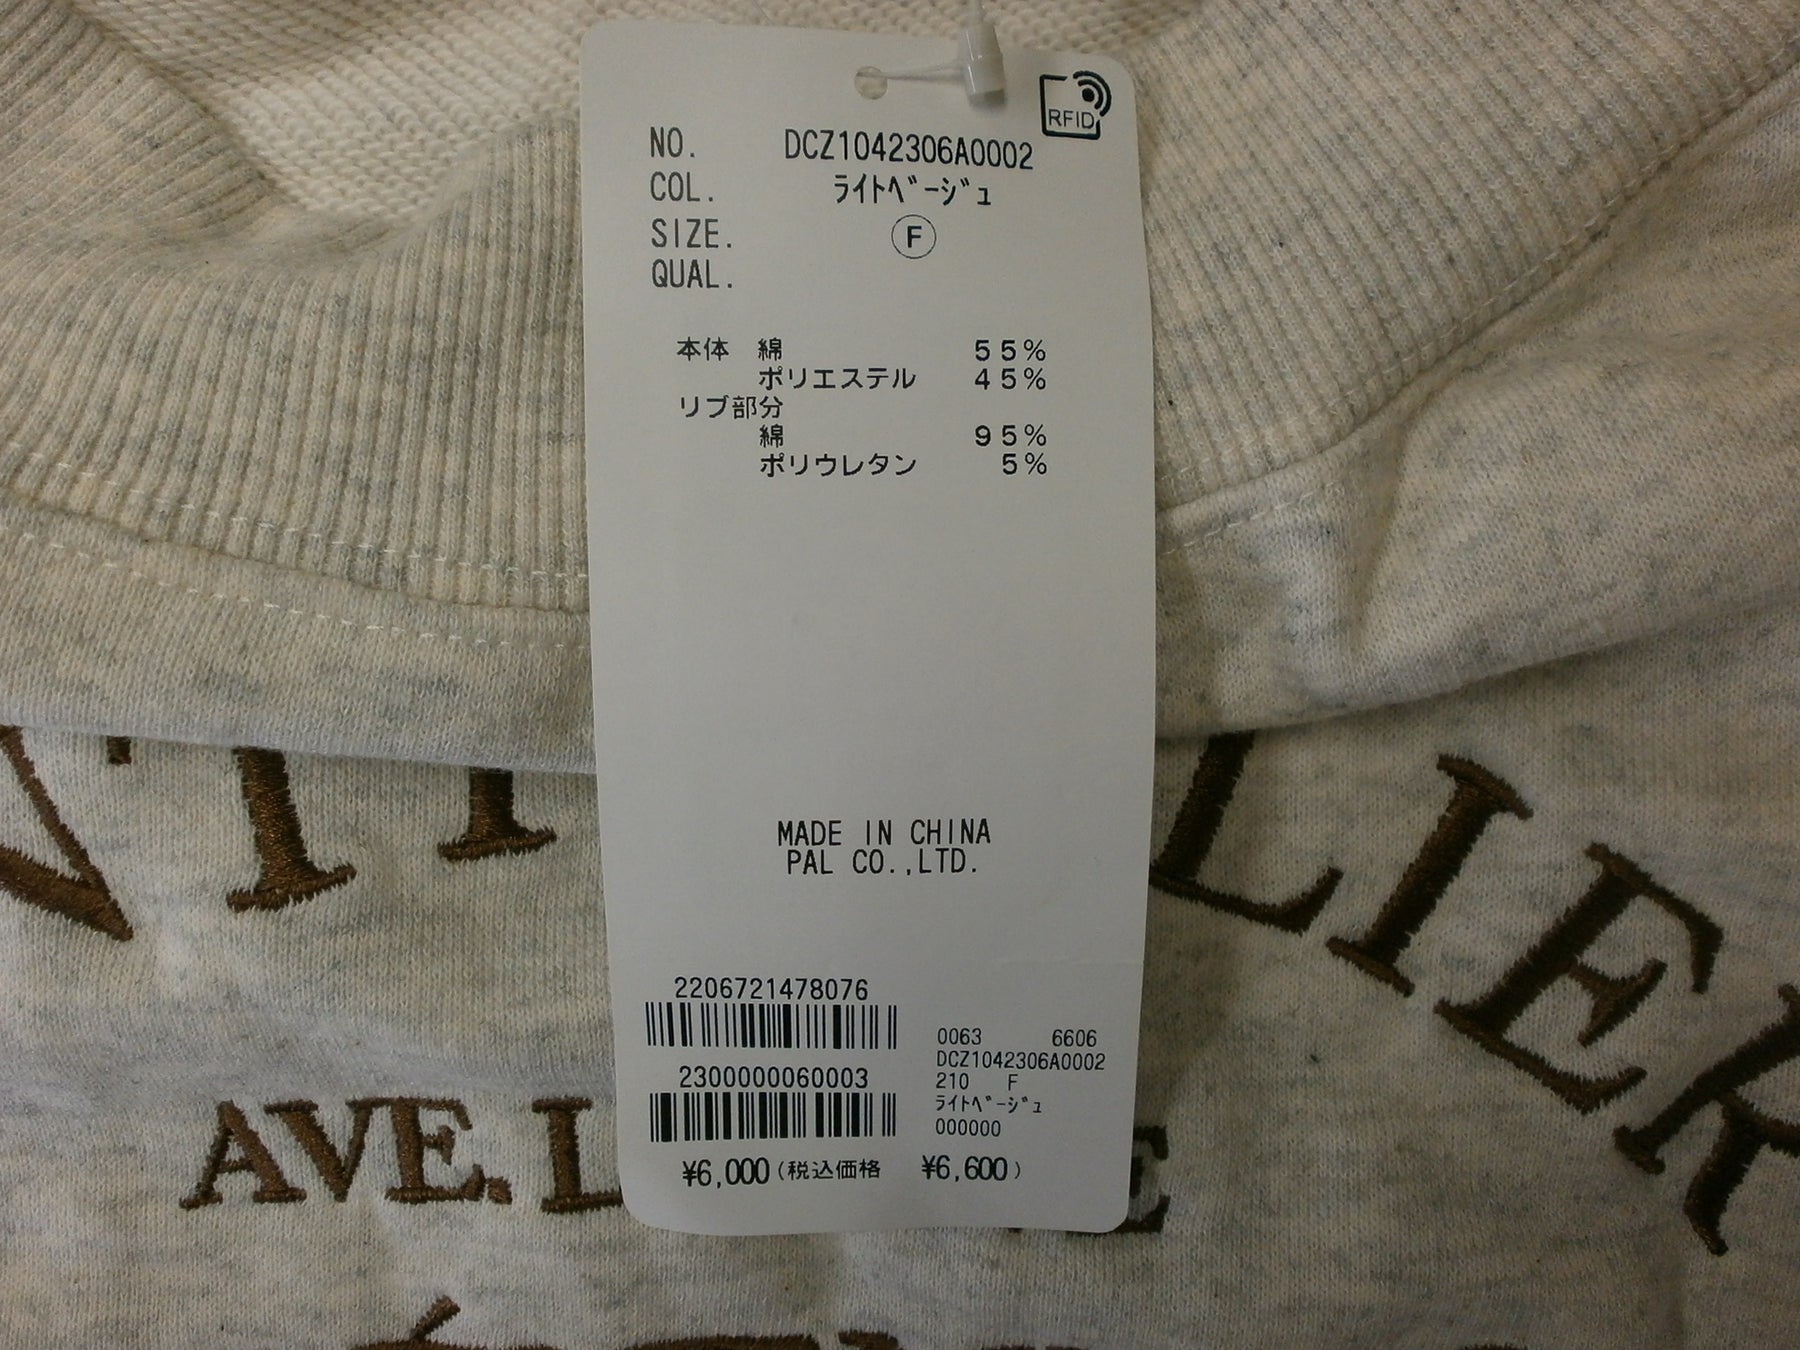 RFID
NO. DCZ1042306A0002
COL. ﾗｲﾄﾍﾞｰｼﾞｭ
SIZE. F
QUAL.
本体 綿 55%
ポリエステル 45%
リブ部分
綿 95%
ポリウレタン 5%
MADE IN CHINA
PAL CO.,LTD.
2206721478076
2300000060003
0063 6606
DCZ1042306A0002
210 F
ﾗｲﾄﾍﾞｰｼﾞｭ
000000
¥6,000(税込価格 ¥6,600)
LIER
AVE.L
E